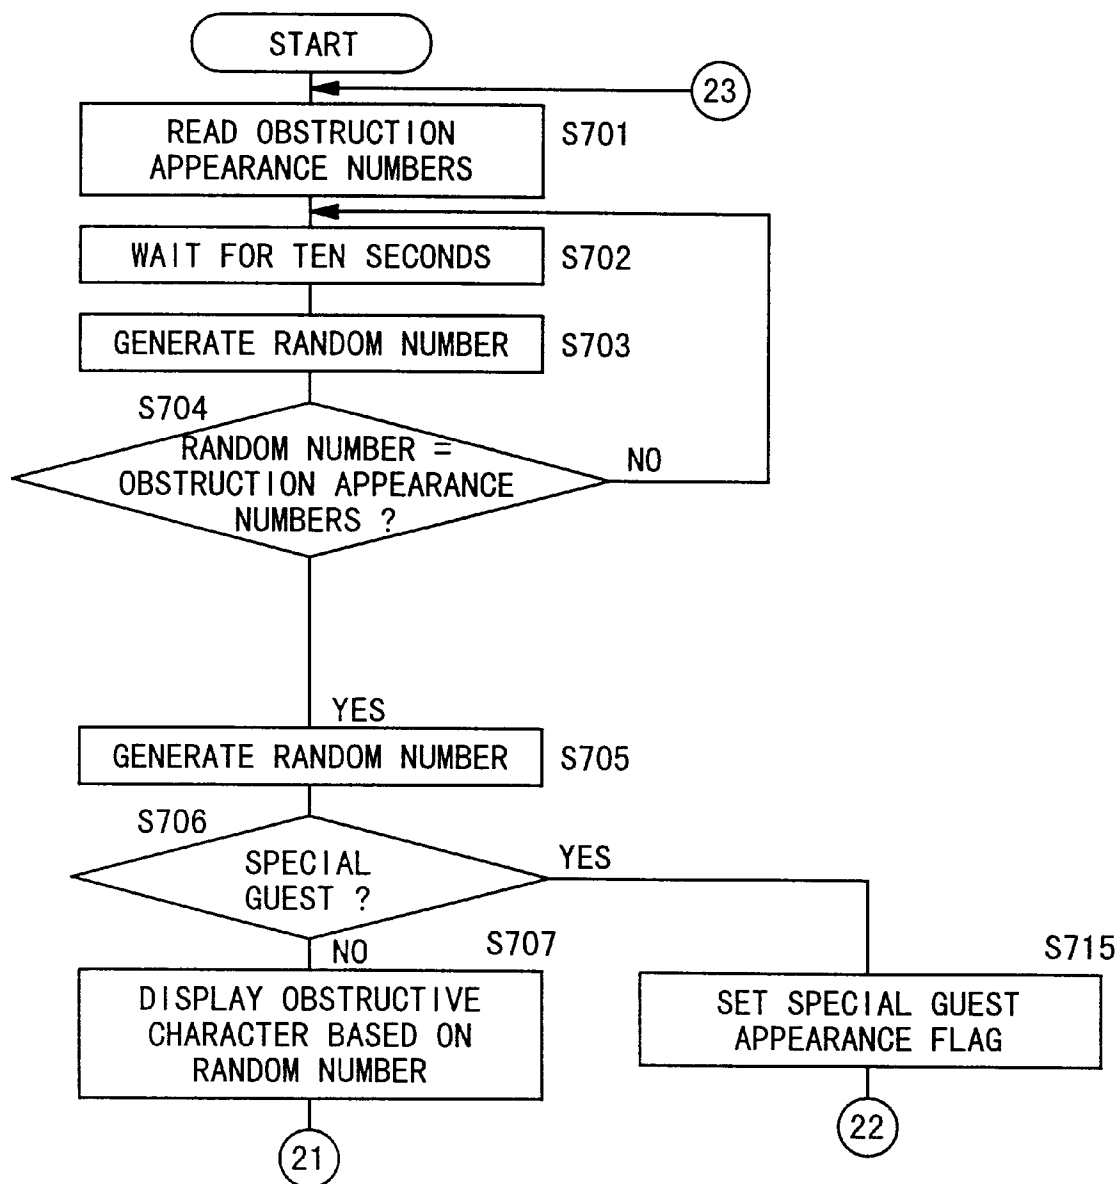 START
23
READ OBSTRUCTION
APPEARANCE NUMBERS
S701
WAIT FOR TEN SECONDS
S702
GENERATE RANDOM NUMBER
S703
S704
RANDOM NUMBER =
OBSTRUCTION APPEARANCE
NUMBERS ?
NO
YES
GENERATE RANDOM NUMBER
S705
S706
SPECIAL
GUEST ?
YES
NO
S707
DISPLAY OBSTRUCTIVE
CHARACTER BASED ON
RANDOM NUMBER
S715
SET SPECIAL GUEST
APPEARANCE FLAG
21
22